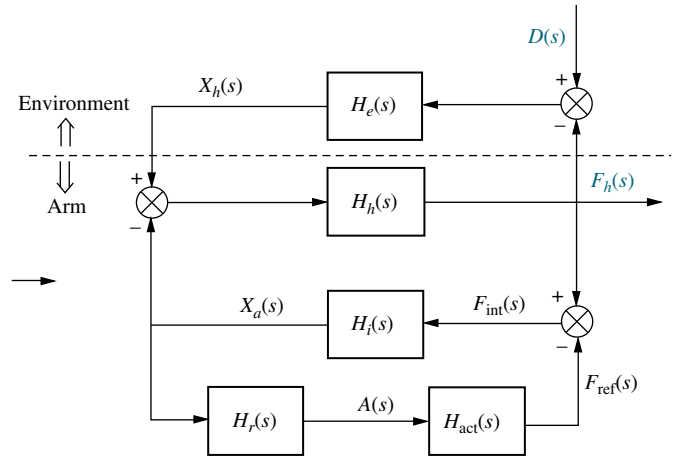 D(s)
X_h(s)
+
H_e(s)
−
Environment
+
F_h(s)
H_h(s)
Arm
−
+
X_a(s)
F_int(s)
H_i(s)
−
F_ref(s)
A(s)
H_r(s)
H_act(s)